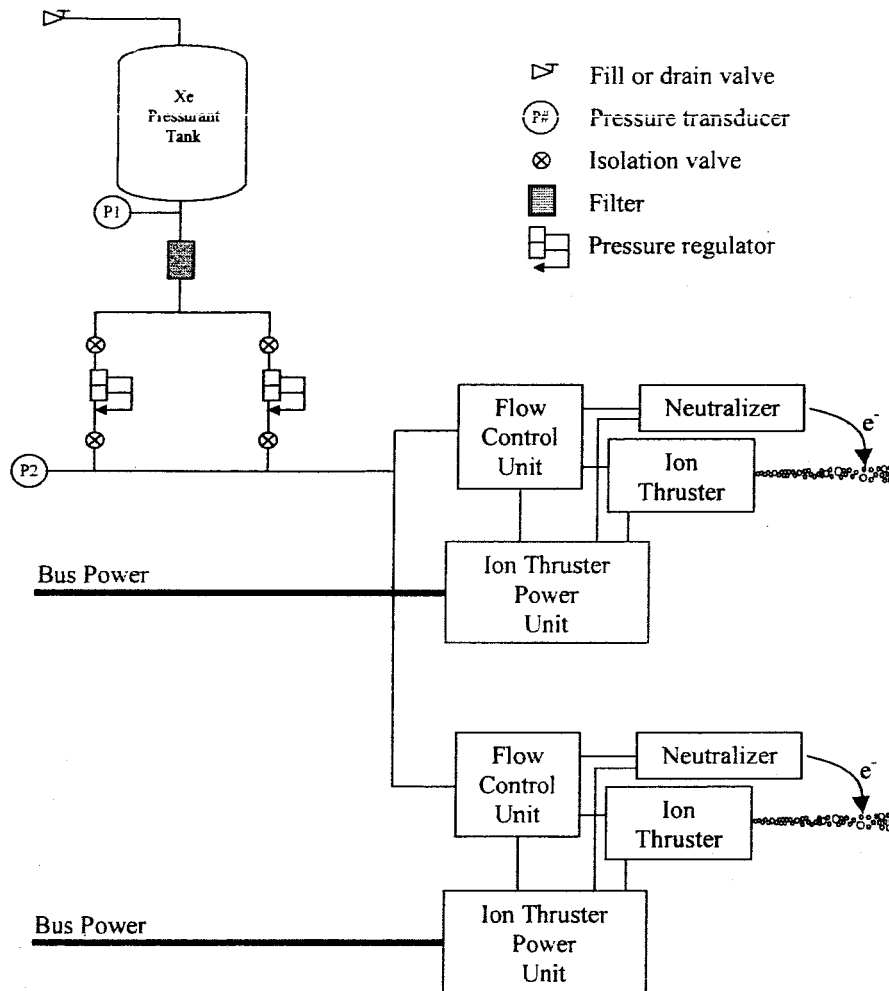 Xe
Pressurant
Tank
P1
P2
Fill or drain valve
P#
Pressure transducer
Isolation valve
Filter
Pressure regulator
Flow
Control
Unit
Neutralizer
e-
Ion
Thruster
Bus Power
Ion Thruster
Power
Unit
Flow
Control
Unit
Neutralizer
e-
Ion
Thruster
Bus Power
Ion Thruster
Power
Unit